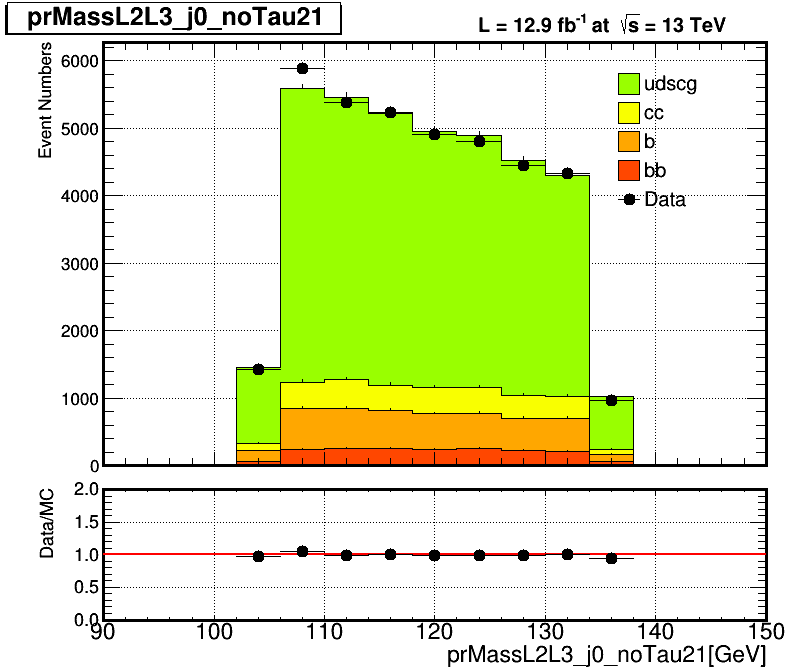 prMassL2L3_j0_noTau21
L = 12.9 fb⁻¹ at √s = 13 TeV
Event Numbers
6000
5000
4000
3000
2000
1000
0
udscg
cc
b
bb
Data
Data/MC
2.0
1.5
1.0
0.5
0.0
90 100 110 120 130 140 150
prMassL2L3_j0_noTau21[GeV]